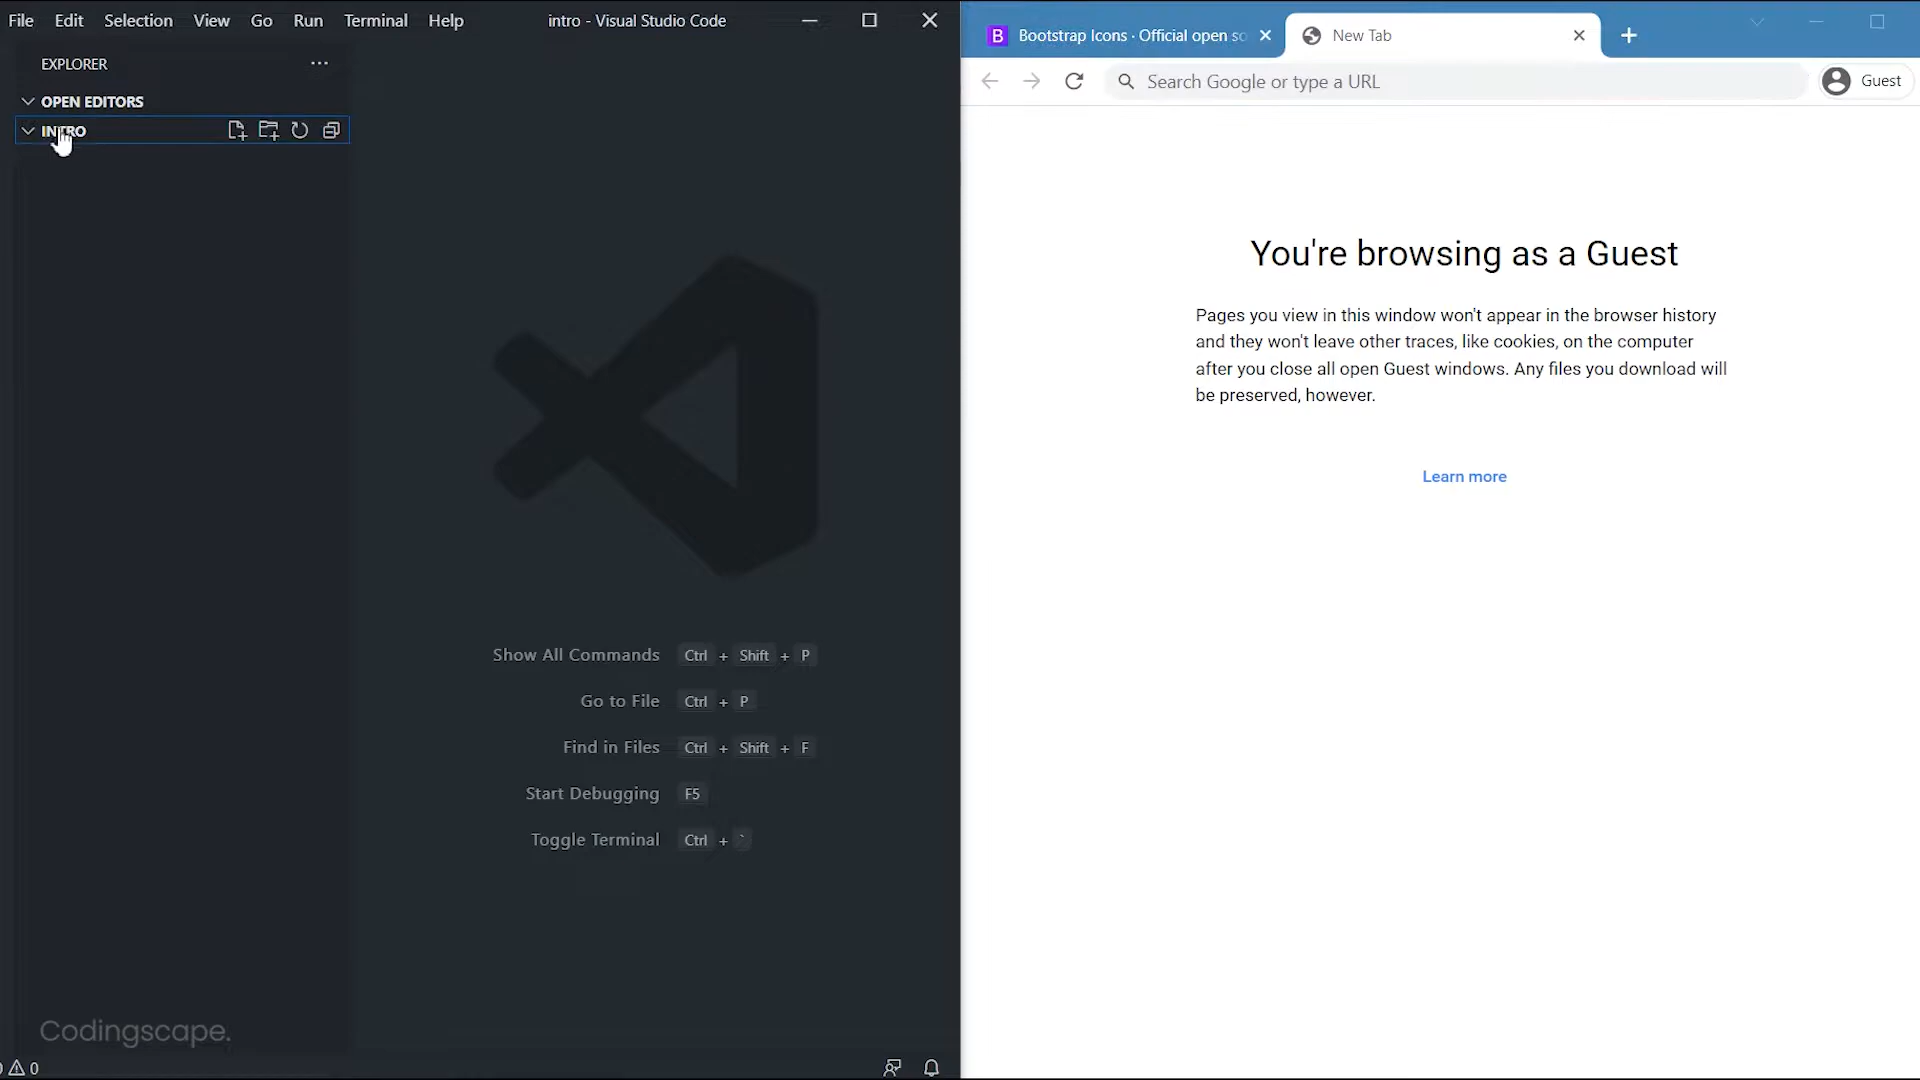 File Edit Selection View Go Run Terminal Help intro - Visual Studio Code
EXPLORER
OPEN EDITORS
INTRO
Show All Commands Ctrl + Shift + P
Go to File Ctrl + P
Find in Files Ctrl + Shift + F
Start Debugging F5
Toggle Terminal Ctrl + `
Codingscape.
0
B Bootstrap Icons · Official open so
New Tab
Search Google or type a URL
Guest
You're browsing as a Guest
Pages you view in this window won't appear in the browser history
and they won't leave other traces, like cookies, on the computer
after you close all open Guest windows. Any files you download will
be preserved, however.
Learn more